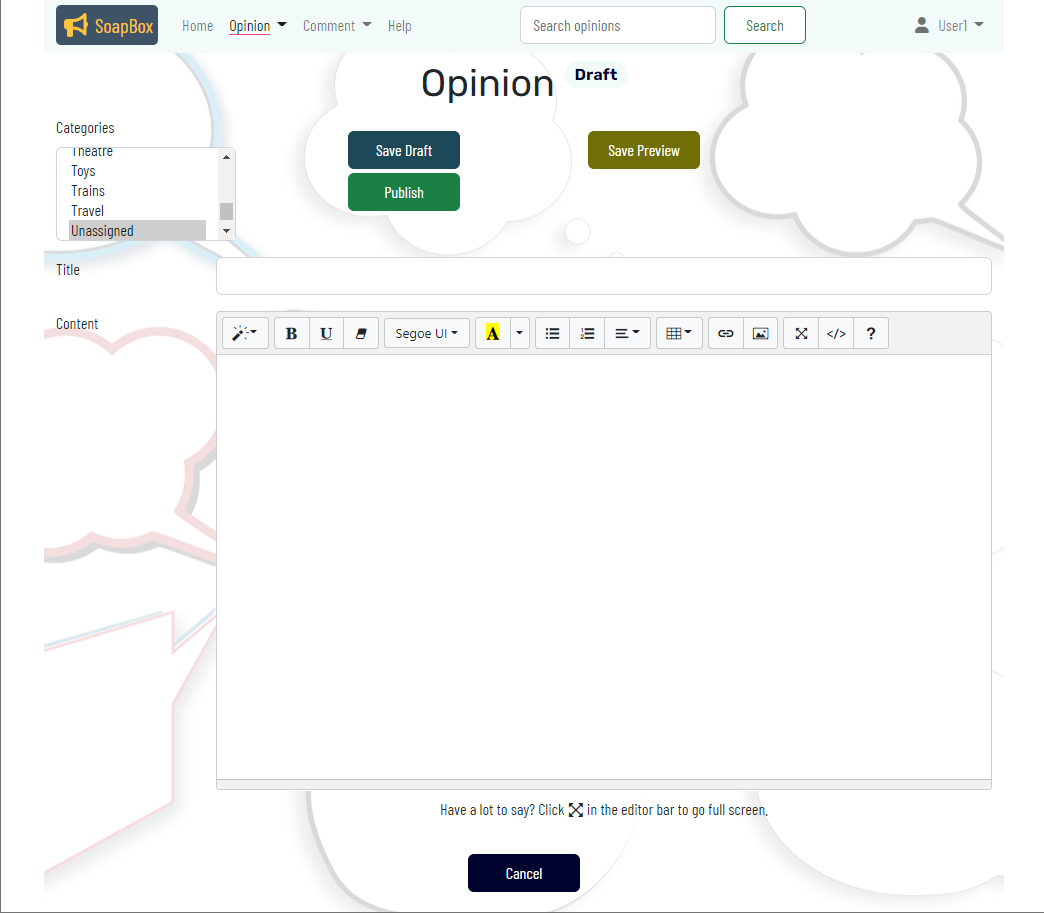 SoapBox Home Opinion Comment Help Search opinions Search User1
Opinion Draft
Categories
Theatre
Toys
Trains
Travel
Unassigned
Save Draft Save Preview
Publish
Title
Content
B U Segoe UI A </> ?
Have a lot to say? Click in the editor bar to go full screen.
Cancel